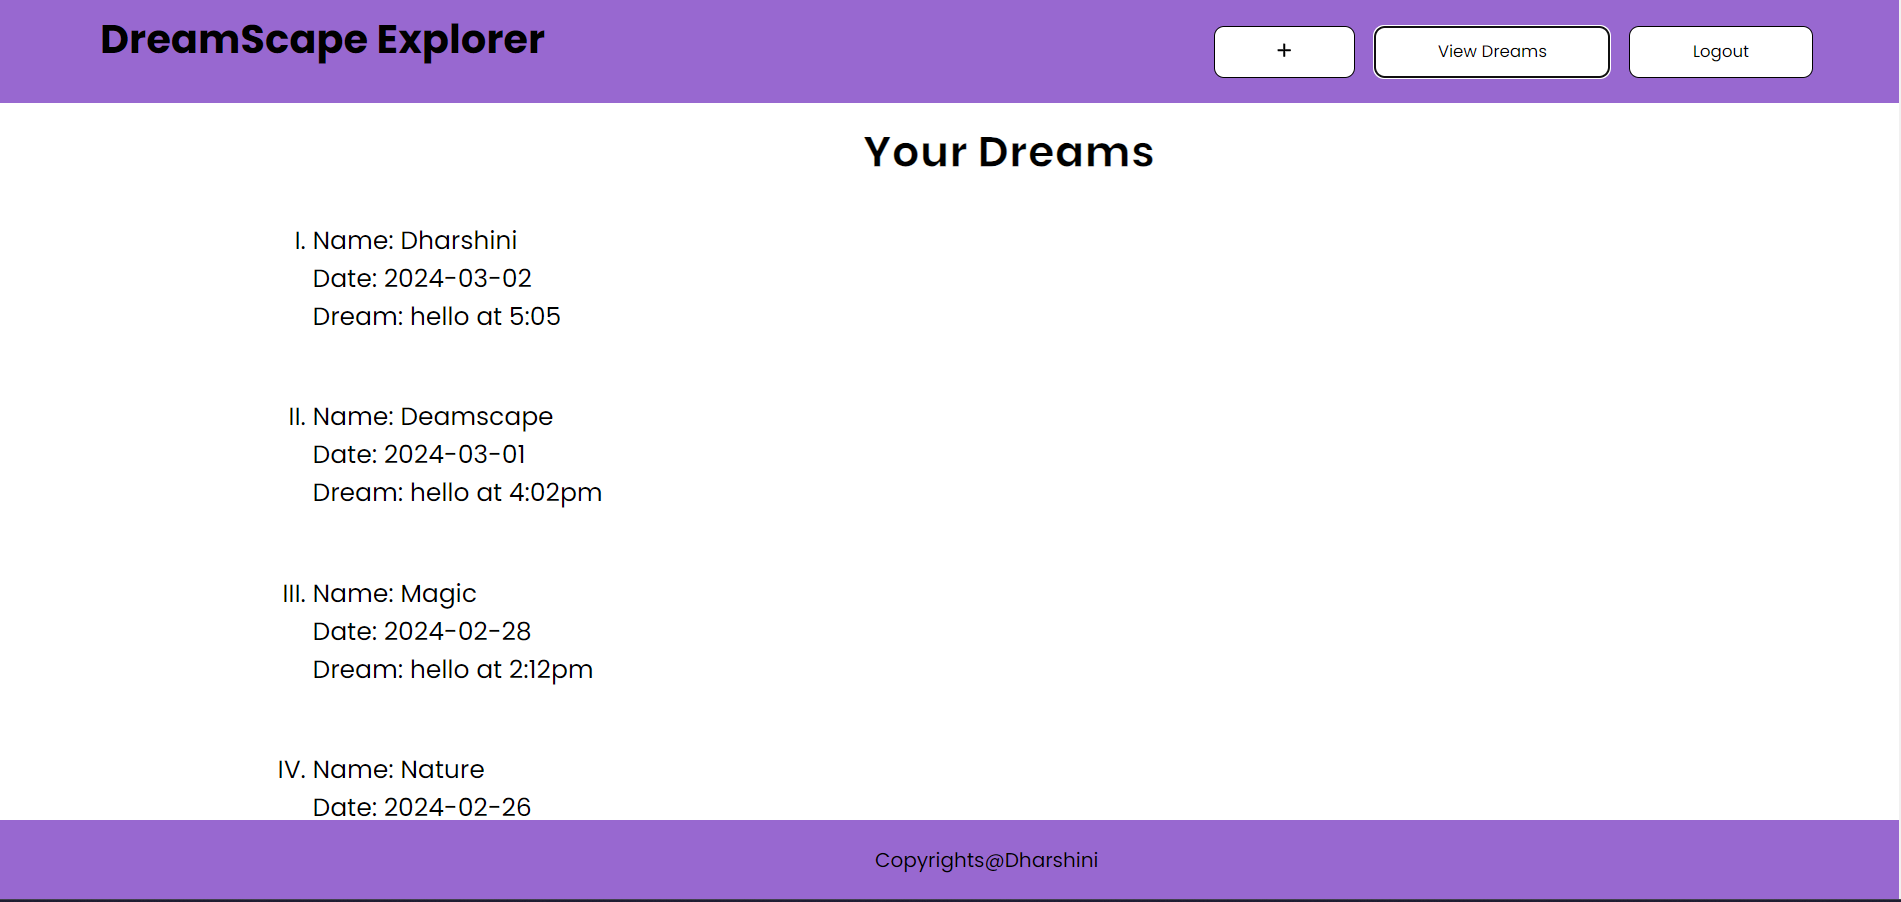 DreamScape Explorer
+
View Dreams
Logout
Your Dreams
I. Name: Dharshini
Date: 2024-03-02
Dream: hello at 5:05
II. Name: Deamscape
Date: 2024-03-01
Dream: hello at 4:02pm
III. Name: Magic
Date: 2024-02-28
Dream: hello at 2:12pm
IV. Name: Nature
Date: 2024-02-26
Copyrights@Dharshini